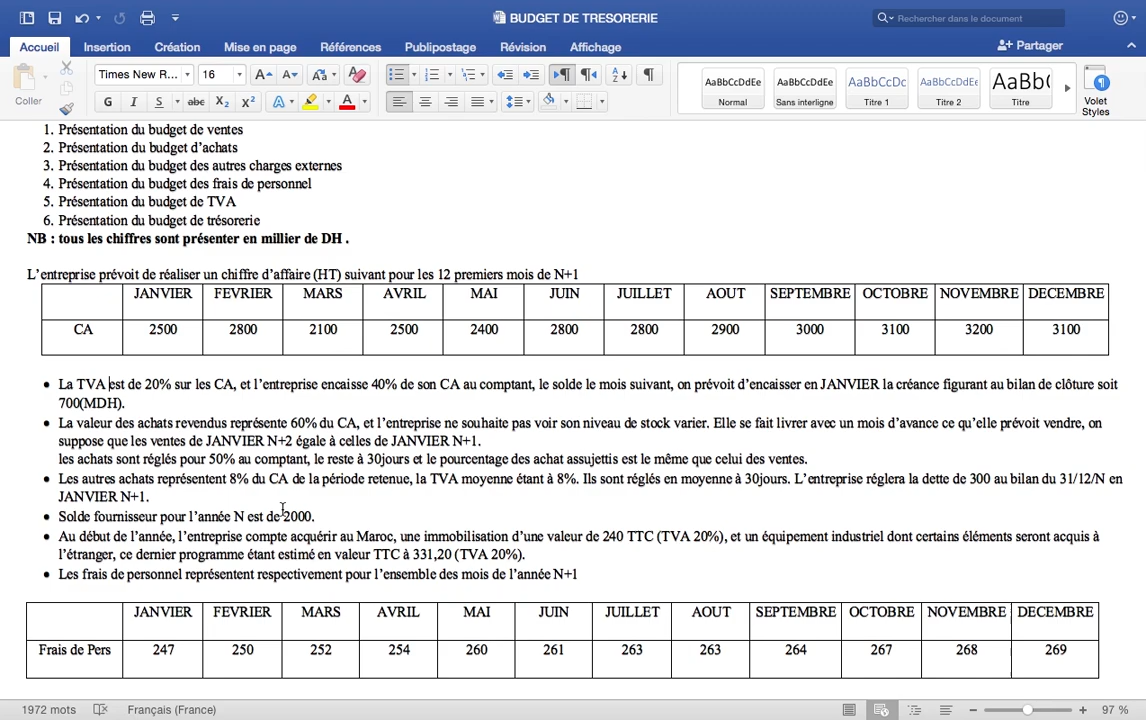 BUDGET DE TRESORERIE
Rechercher dans le document
Accueil Insertion Création Mise en page Références Publipostage Révision Affichage Partager
Times New R... 16
Coller
G I S abc X₂ X²
AaBbCcDdEe AaBbCcDdEe AaBbCcDc AaBbCcDdEe AaBb(
Normal Sans interligne Titre 1 Titre 2 Titre
Volet Styles
1. Présentation du budget de ventes
2. Présentation du budget d'achats
3. Présentation du budget des autres charges externes
4. Présentation du budget des frais de personnel
5. Présentation du budget de TVA
6. Présentation du budget de trésorerie
NB : tous les chiffres sont présenter en millier de DH .
L'entreprise prévoit de réaliser un chiffre d'affaire (HT) suivant pour les 12 premiers mois de N+1
JANVIER FEVRIER MARS AVRIL MAI JUIN JUILLET AOUT SEPTEMBRE OCTOBRE NOVEMBRE DECEMBRE
CA 2500 2800 2100 2500 2400 2800 2800 2900 3000 3100 3200 3100
• La TVA est de 20% sur les CA, et l'entreprise encaisse 40% de son CA au comptant, le solde le mois suivant, on prévoit d'encaisser en JANVIER la créance figurant au bilan de clôture soit
700(MDH).
• La valeur des achats revendus représente 60% du CA, et l'entreprise ne souhaite pas voir son niveau de stock varier. Elle se fait livrer avec un mois d'avance ce qu'elle prévoit vendre, on
suppose que les ventes de JANVIER N+2 égale à celles de JANVIER N+1.
les achats sont réglés pour 50% au comptant, le reste à 30jours et le pourcentage des achat assujettis est le même que celui des ventes.
• Les autres achats représentent 8% du CA de la période retenue, la TVA moyenne étant à 8%. Ils sont réglés en moyenne à 30jours. L'entreprise réglera la dette de 300 au bilan du 31/12/N en
JANVIER N+1.
• Solde fournisseur pour l'année N est de 2000.
• Au début de l'année, l'entreprise compte acquérir au Maroc, une immobilisation d'une valeur de 240 TTC (TVA 20%), et un équipement industriel dont certains éléments seront acquis à
l'étranger, ce dernier programme étant estimé en valeur TTC à 331,20 (TVA 20%).
• Les frais de personnel représentent respectivement pour l'ensemble des mois de l'année N+1
JANVIER FEVRIER MARS AVRIL MAI JUIN JUILLET AOUT SEPTEMBRE OCTOBRE NOVEMBRE DECEMBRE
Frais de Pers 247 250 252 254 260 261 263 263 264 267 268 269
1972 mots Français (France) 97 %